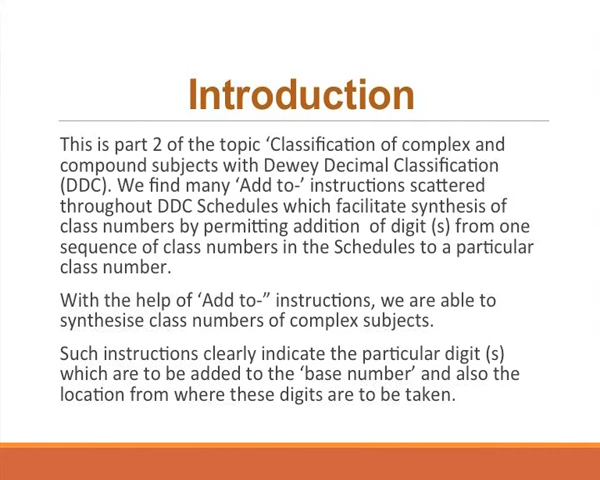 Introduction
This is part 2 of the topic ‘Classification of complex and
compound subjects with Dewey Decimal Classification
(DDC). We find many ‘Add to-’ instructions scattered
throughout DDC Schedules which facilitate synthesis of
class numbers by permitting addition  of digit (s) from one
sequence of class numbers in the Schedules to a particular
class number.
With the help of ‘Add to-” instructions, we are able to
synthesise class numbers of complex subjects.
Such instructions clearly indicate the particular digit (s)
which are to be added to the ‘base number’ and also the
location from where these digits are to be taken.